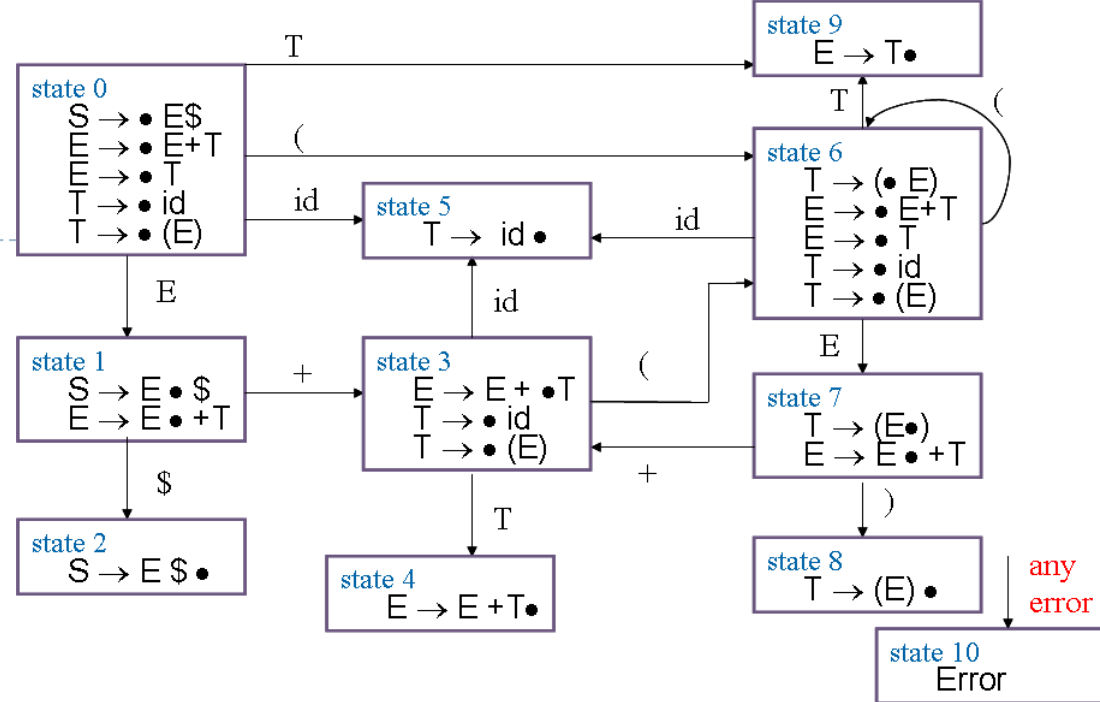 state 0
S → • E$
E → • E+T
E → • T
T → • id
T → • (E)
T
(
id
E
state 9
E → T•
T
(
state 6
T → (• E)
E → • E+T
E → • T
T → • id
T → • (E)
state 5
T → id •
id
id
E
state 1
S → E • $
E → E • +T
+
state 3
E → E + •T
T → • id
T → • (E)
(
+
state 7
T → (E•)
E → E • +T
$
T
)
state 2
S → E $ •
state 4
E → E +T•
state 8
T → (E) •
any
error
state 10
Error